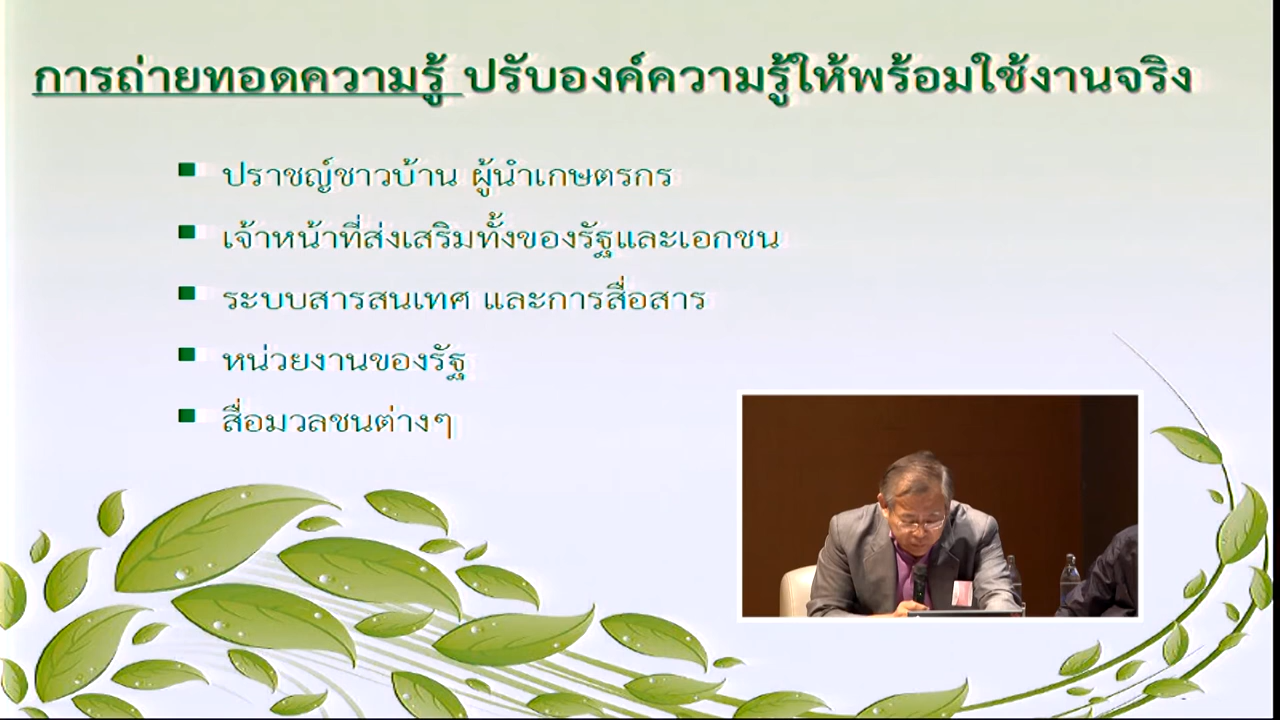 การถ่ายทอดความรู้ ปรับองค์ความรู้ให้พร้อมใช้งานจริง
ปราชญ์ชาวบ้าน ผู้นำเกษตรกร
เจ้าหน้าที่ส่งเสริมทั้งของรัฐและเอกชน
ระบบสารสนเทศ และการสื่อสาร
หน่วยงานของรัฐ
สื่อมวลชนต่างๆ